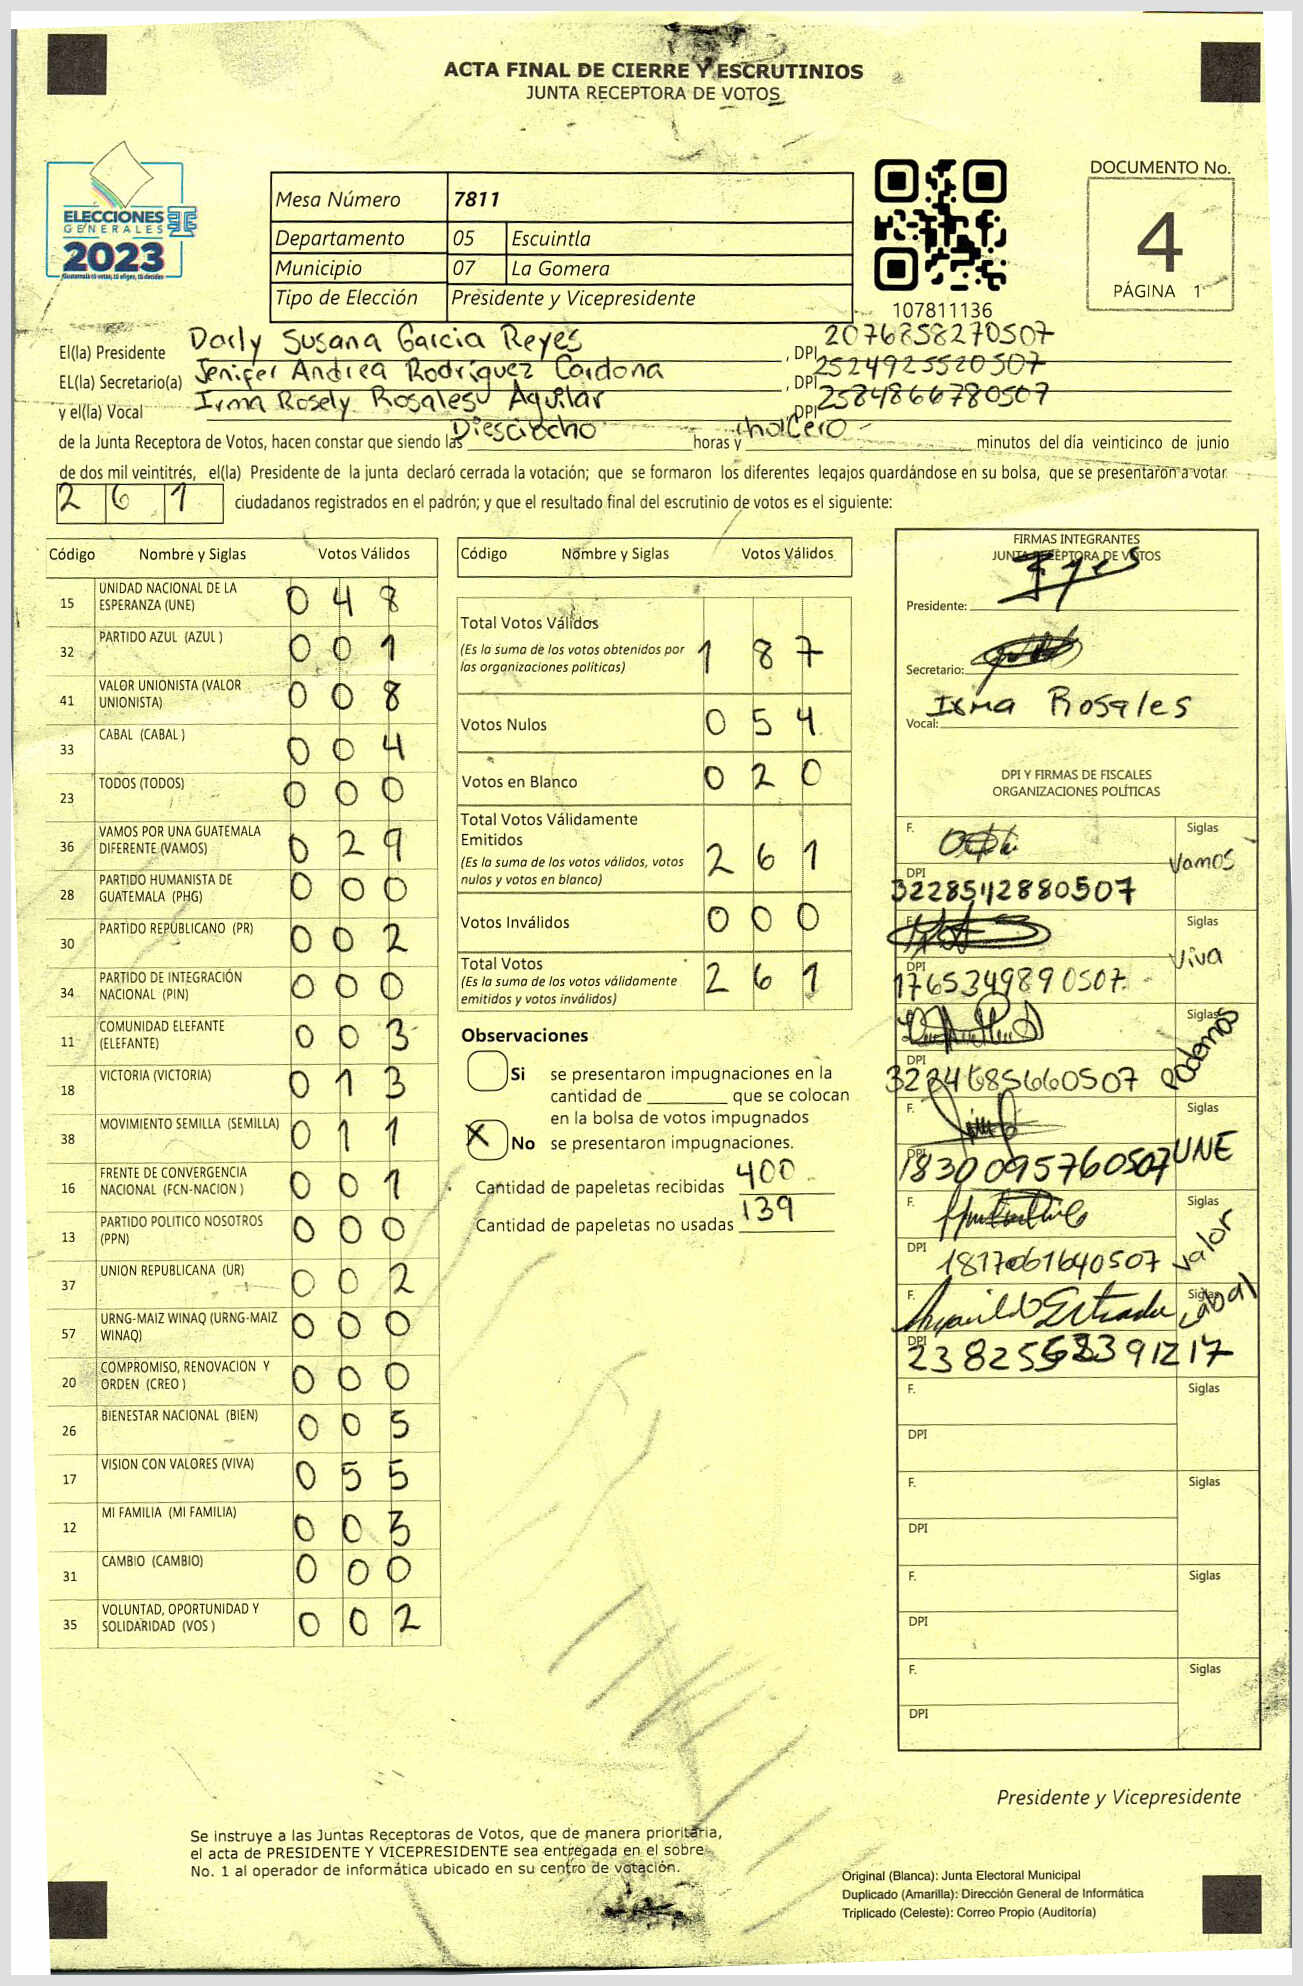 ACTA FINAL DE CIERRE Y ESCRUTINIOS
JUNTA RECEPTORA DE VOTOS
ELECCIONES
GENERALES
2023
Guatemala tú votas, tú eliges, tú decides
Mesa Número 7811
Departamento 05 Escuintla
Municipio 07 La Gomera
Tipo de Elección Presidente y Vicepresidente
107811136
DOCUMENTO No.
4
PÁGINA 1
El(la) Presidente Darly Susana Garcia Reyes , DPI 2076858270507
EL(la) Secretario(a) Jenifer Andrea Rodriguez Cardona , DPI 2524925520507
y el(la) Vocal Irma Rosely Rosales Aguilar DPI 2584866780507
de la Junta Receptora de Votos, hacen constar que siendo las Diesciocho horas y Cero minutos del día veinticinco de junio
de dos mil veintitrés, el(la) Presidente de la junta declaró cerrada la votación; que se formaron los diferentes legajos guardándose en su bolsa, que se presentaron a votar
261 ciudadanos registrados en el padrón; y que el resultado final del escrutinio de votos es el siguiente:
Código Nombre y Siglas Votos Válidos
15 UNIDAD NACIONAL DE LA ESPERANZA (UNE) 0 4 8
32 PARTIDO AZUL (AZUL ) 0 0 1
41 VALOR UNIONISTA (VALOR UNIONISTA) 0 0 8
33 CABAL (CABAL ) 0 0 4
23 TODOS (TODOS) 0 0 0
36 VAMOS POR UNA GUATEMALA DIFERENTE (VAMOS) 0 2 9
28 PARTIDO HUMANISTA DE GUATEMALA (PHG) 0 0 0
30 PARTIDO REPUBLICANO (PR) 0 0 2
34 PARTIDO DE INTEGRACIÓN NACIONAL (PIN) 0 0 0
11 COMUNIDAD ELEFANTE (ELEFANTE) 0 0 3
18 VICTORIA (VICTORIA) 0 1 3
38 MOVIMIENTO SEMILLA (SEMILLA) 0 1 1
16 FRENTE DE CONVERGENCIA NACIONAL (FCN-NACION ) 0 0 1
13 PARTIDO POLITICO NOSOTROS (PPN) 0 0 0
37 UNION REPUBLICANA (UR) 0 0 2
57 URNG-MAIZ WINAQ (URNG-MAIZ WINAQ) 0 0 0
20 COMPROMISO, RENOVACION Y ORDEN (CREO ) 0 0 0
26 BIENESTAR NACIONAL (BIEN) 0 0 5
17 VISION CON VALORES (VIVA) 0 5 5
12 MI FAMILIA (MI FAMILIA) 0 0 3
31 CAMBIO (CAMBIO) 0 0 0
35 VOLUNTAD, OPORTUNIDAD Y SOLIDARIDAD (VOS ) 0 0 2
Código Nombre y Siglas Votos Válidos
Total Votos Válidos 1 8 7
(Es la suma de los votos obtenidos por
las organizaciones politicas)
Votos Nulos 0 5 4
Votos en Blanco 0 2 0
Total Votos Válidamente
Emitidos 2 6 1
(Es la suma de los votos válidos, votos
nulos y votos en blanco)
Votos Inválidos 0 0 0
Total Votos 2 6 1
(Es la suma de los votos válidamente
emitidos y votos inválidos)
Observaciones
Si se presentaron impugnaciones en la
cantidad de ________ que se colocan
en la bolsa de votos impugnados
X No se presentaron impugnaciones.
Cantidad de papeletas recibidas 400
Cantidad de papeletas no usadas 139
FIRMAS INTEGRANTES
JUNTA RECEPTORA DE VOTOS
Presidente:
Secretario:
Vocal: Irma Rosales
DPI Y FIRMAS DE FISCALES
ORGANIZACIONES POLÍTICAS
F. Siglas Vamos
DPI 3228542880507
F. Siglas Viva
DPI 1765349890507
Siglas Podemos
DPI 3234685660507
F. Siglas UNE
DPI 1830095760507
F. Siglas Valor
DPI 1817061640507
F. Siglas Cabal
DPI
F. Siglas
DPI
F. Siglas
DPI
F. Siglas
DPI
F. Siglas
DPI
Presidente y Vicepresidente
Se instruye a las Juntas Receptoras de Votos, que de manera prioritaria,
el acta de PRESIDENTE Y VICEPRESIDENTE sea entregada en el sobre
No. 1 al operador de informática ubicado en su centro de votación.
Original (Blanca): Junta Electoral Municipal
Duplicado (Amarilla): Dirección General de Informática
Triplicado (Celeste): Correo Propio (Auditoría)